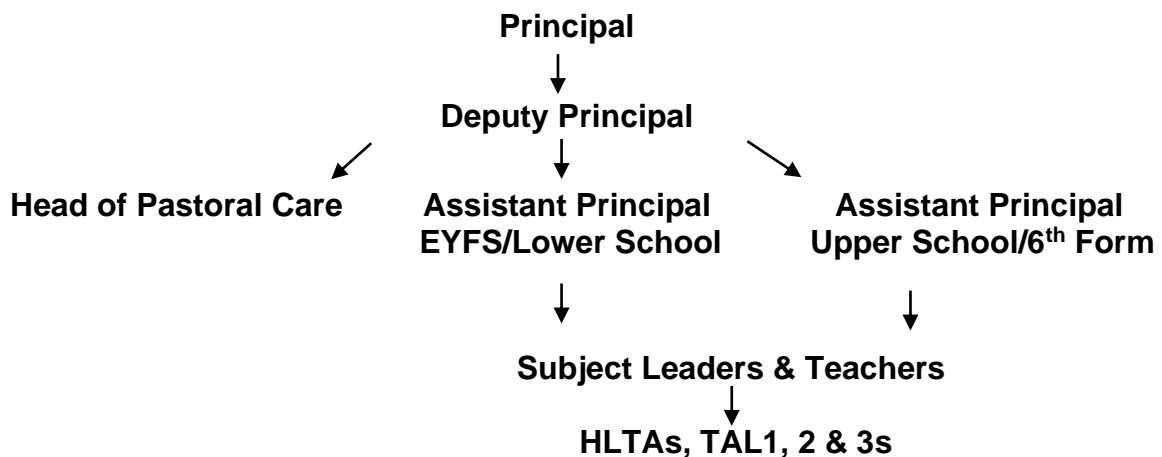 Principal
Deputy Principal
Head of Pastoral Care
Assistant Principal
EYFS/Lower School
Assistant Principal
Upper School/6th Form
Subject Leaders & Teachers
HLTAs, TAL1, 2 & 3s